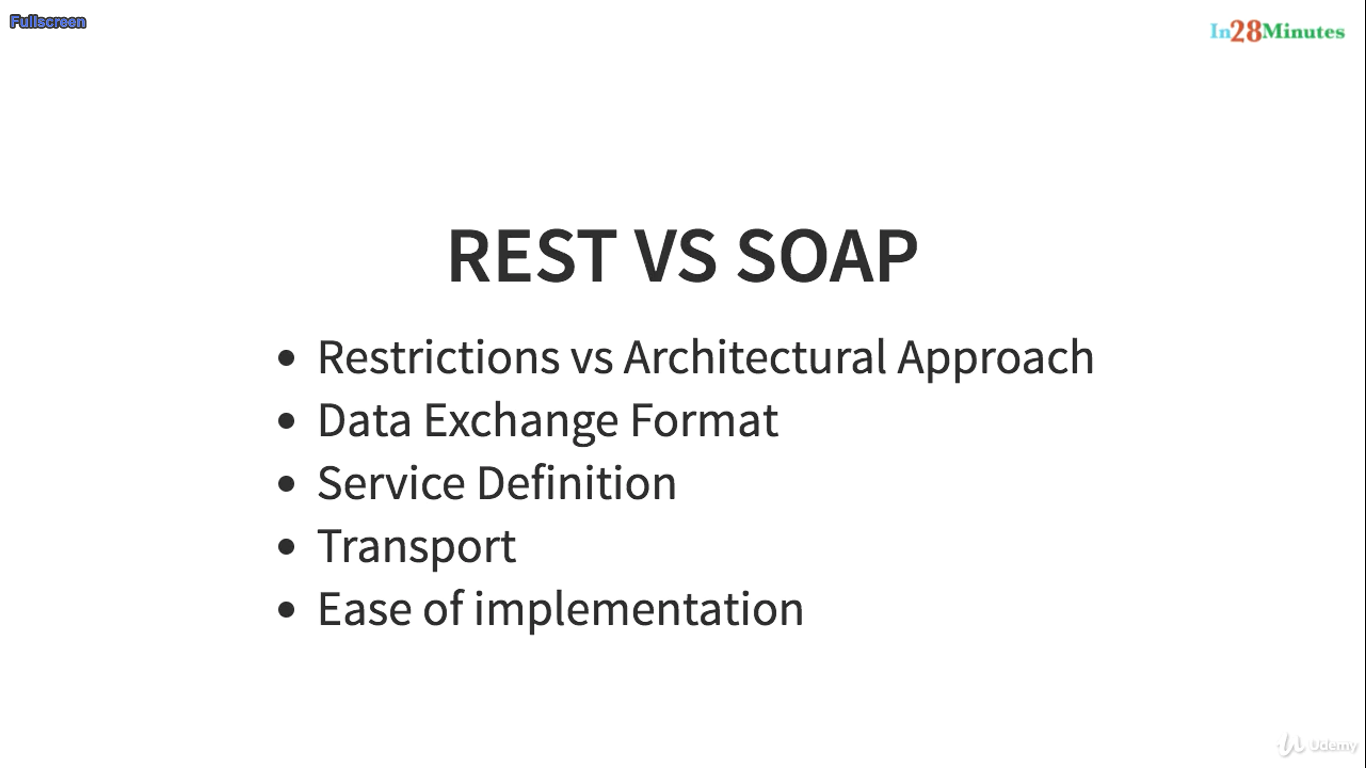 Fullscreen
In28Minutes
REST VS SOAP
• Restrictions vs Architectural Approach
• Data Exchange Format
• Service Definition
• Transport
• Ease of implementation
Udemy